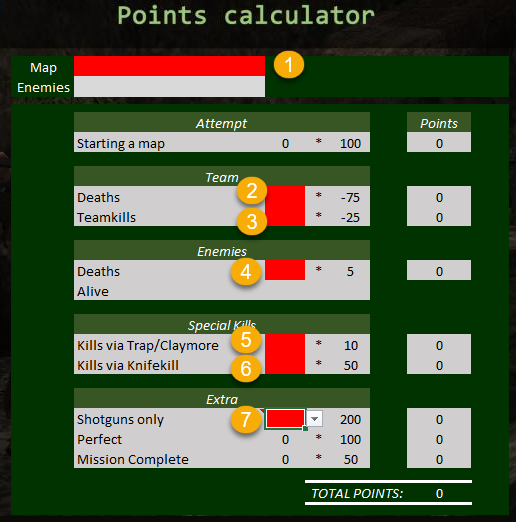 Points calculator
Map 1
Enemies
Attempt Points
Starting a map 0 * 100 0
Team
Deaths 2 * -75 0
Teamkills 3 * -25 0
Enemies
Deaths 4 * 5 0
Alive
Special Kills
Kills via Trap/Claymore 5 * 10 0
Kills via Knifekill 6 * 50 0
Extra
Shotguns only 7 200 0
Perfect 0 * 100 0
Mission Complete 0 * 50 0
TOTAL POINTS: 0